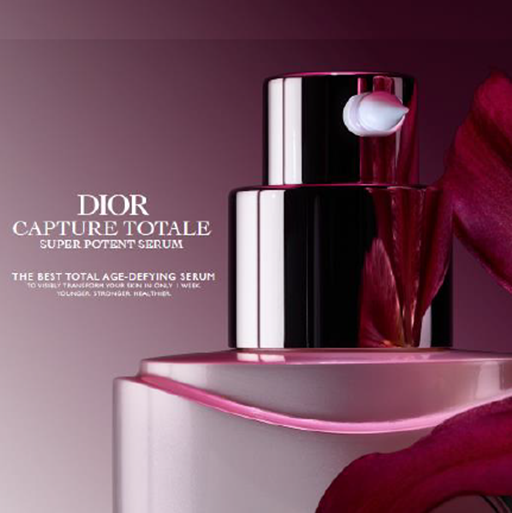 DIOR
CAPTURE TOTALE
SUPER POTENT SERUM
THE BEST TOTAL AGE-DEFYING SERUM
TO VISIBLY TRANSFORM YOUR SKIN IN ONLY 1 WEEK.
YOUNGER. STRONGER. HEALTHIER.